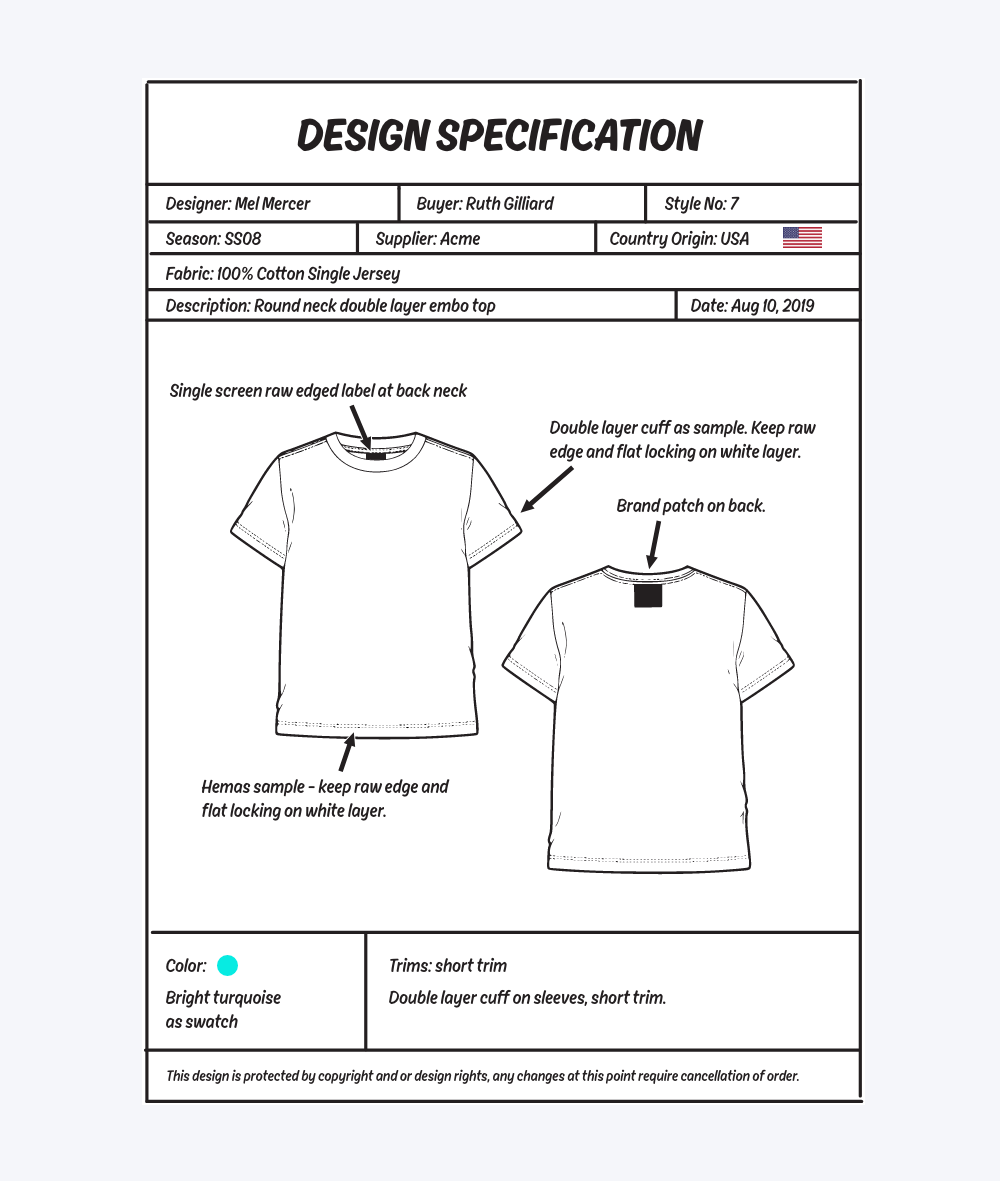 DESIGN SPECIFICATION
Designer: Mel Mercer
Buyer: Ruth Gilliard
Style No: 7
Season: SS08
Supplier: Acme
Country Origin: USA
Fabric: 100% Cotton Single Jersey
Description: Round neck double layer embo top
Date: Aug 10, 2019
Single screen raw edged label at back neck
Double layer cuff as sample. Keep raw
edge and flat locking on white layer.
Brand patch on back.
Hemas sample - keep raw edge and
flat locking on white layer.
Color:
Bright turquoise
as swatch
Trims: short trim
Double layer cuff on sleeves, short trim.
This design is protected by copyright and or design rights, any changes at this point require cancellation of order.